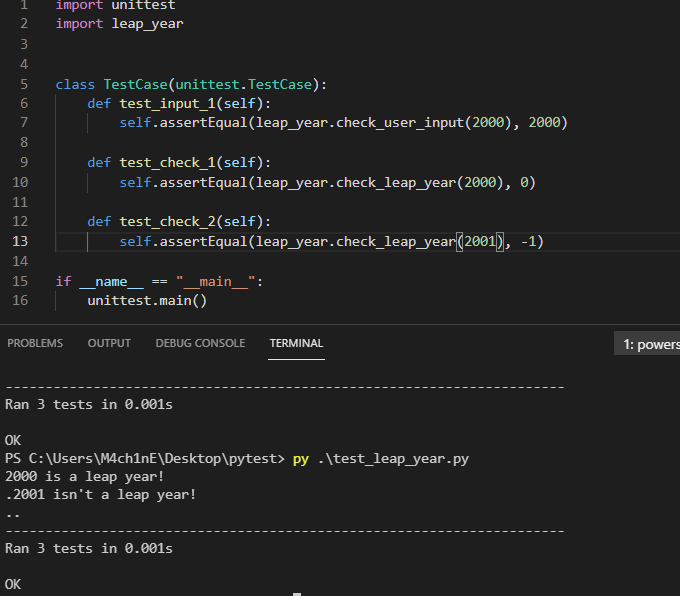 1 import unittest
2 import leap_year
3
4
5 class TestCase(unittest.TestCase):
6 def test_input_1(self):
7 self.assertEqual(leap_year.check_user_input(2000), 2000)
8
9 def test_check_1(self):
10 self.assertEqual(leap_year.check_leap_year(2000), 0)
11
12 def test_check_2(self):
13 self.assertEqual(leap_year.check_leap_year(2001), -1)
14
15 if __name__ == "__main__":
16 unittest.main()
PROBLEMS OUTPUT DEBUG CONSOLE TERMINAL 1: powers
----------------------------------------------------------------------
Ran 3 tests in 0.001s
OK
PS C:\Users\M4ch1nE\Desktop\pytest> py .\test_leap_year.py
2000 is a leap year!
.2001 isn't a leap year!
..
----------------------------------------------------------------------
Ran 3 tests in 0.001s
OK